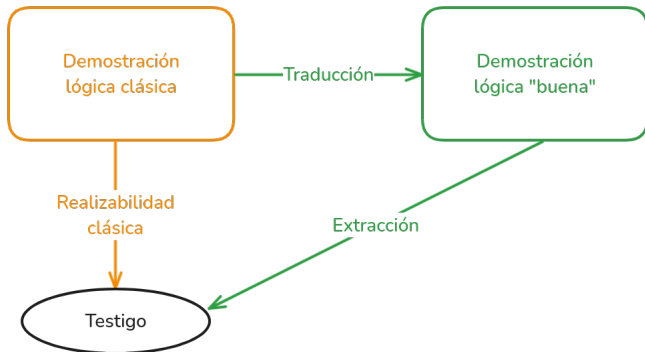 Demostración
lógica clásica
Traducción
Demostración
lógica "buena"
Realizabilidad
clásica
Extracción
Testigo